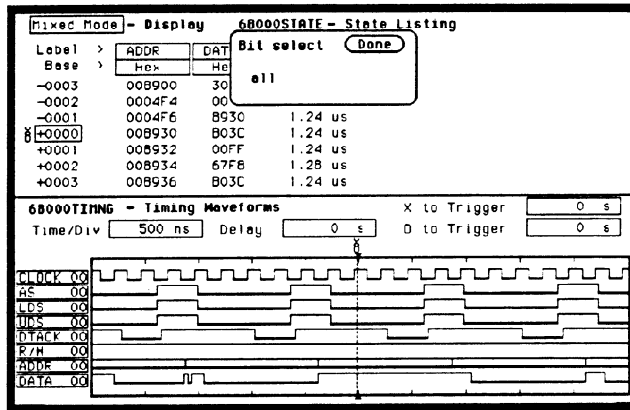 Mixed Mode - Display 68000STATE - State Listing
Label > ADDR DAT
Base > Hex He
Bit select Done
all
-0003 008900 30
-0002 0004F4 00
-0001 0004F6 8930 1.24 us
+0000 008930 B03C 1.24 us
+0001 008932 00FF 1.24 us
+0002 008934 67F8 1.28 us
+0003 008936 B03C 1.24 us
68000TIMNG - Timing Waveforms X to Trigger 0 s
Time/Div 500 ns Delay 0 s O to Trigger 0 s
CLOCK 00
AS 00
LDS 00
UDS 00
DTACK 00
R/W 00
ADDR 00
DATA 00